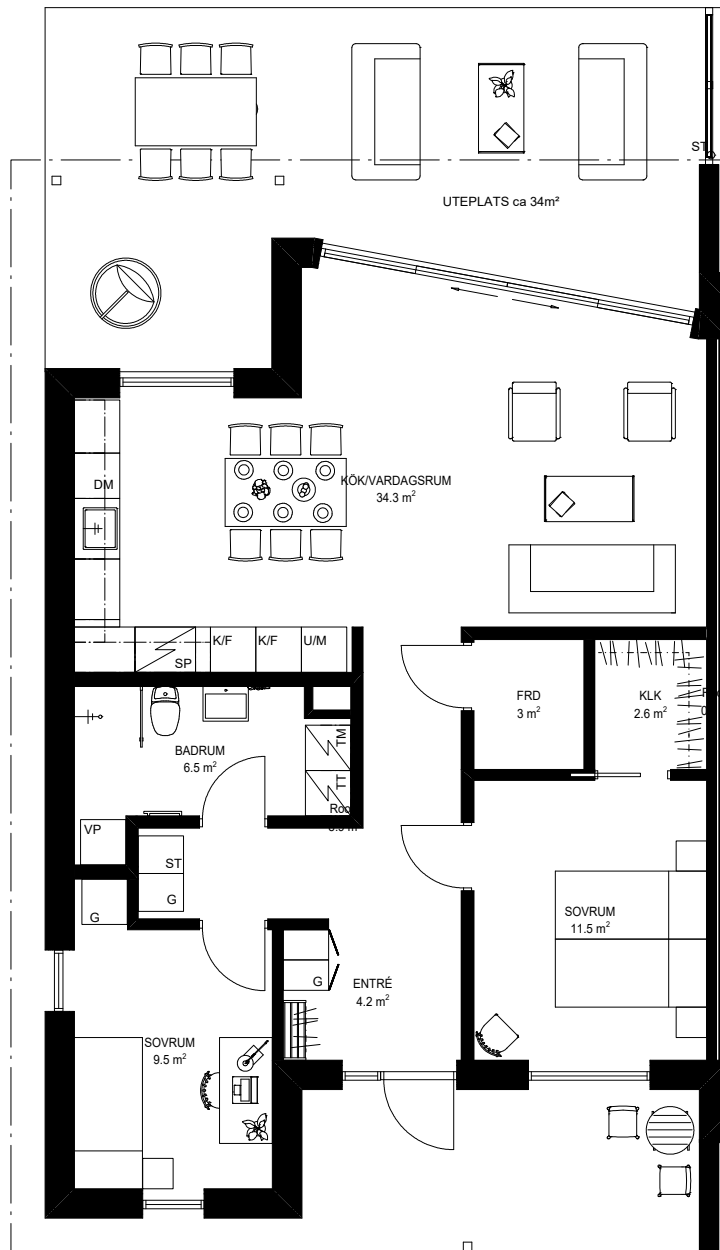 ST
UTEPLATS ca 34m²
DM
KÖK/VARDAGSRUM
34.3 m²
K/F
K/F
U/M
SP
FRD
3 m²
KLK
2.6 m²
BADRUM
6.5 m²
TM
TT
VP
ST
G
G
SOVRUM
11.5 m²
G
ENTRÉ
4.2 m²
SOVRUM
9.5 m²